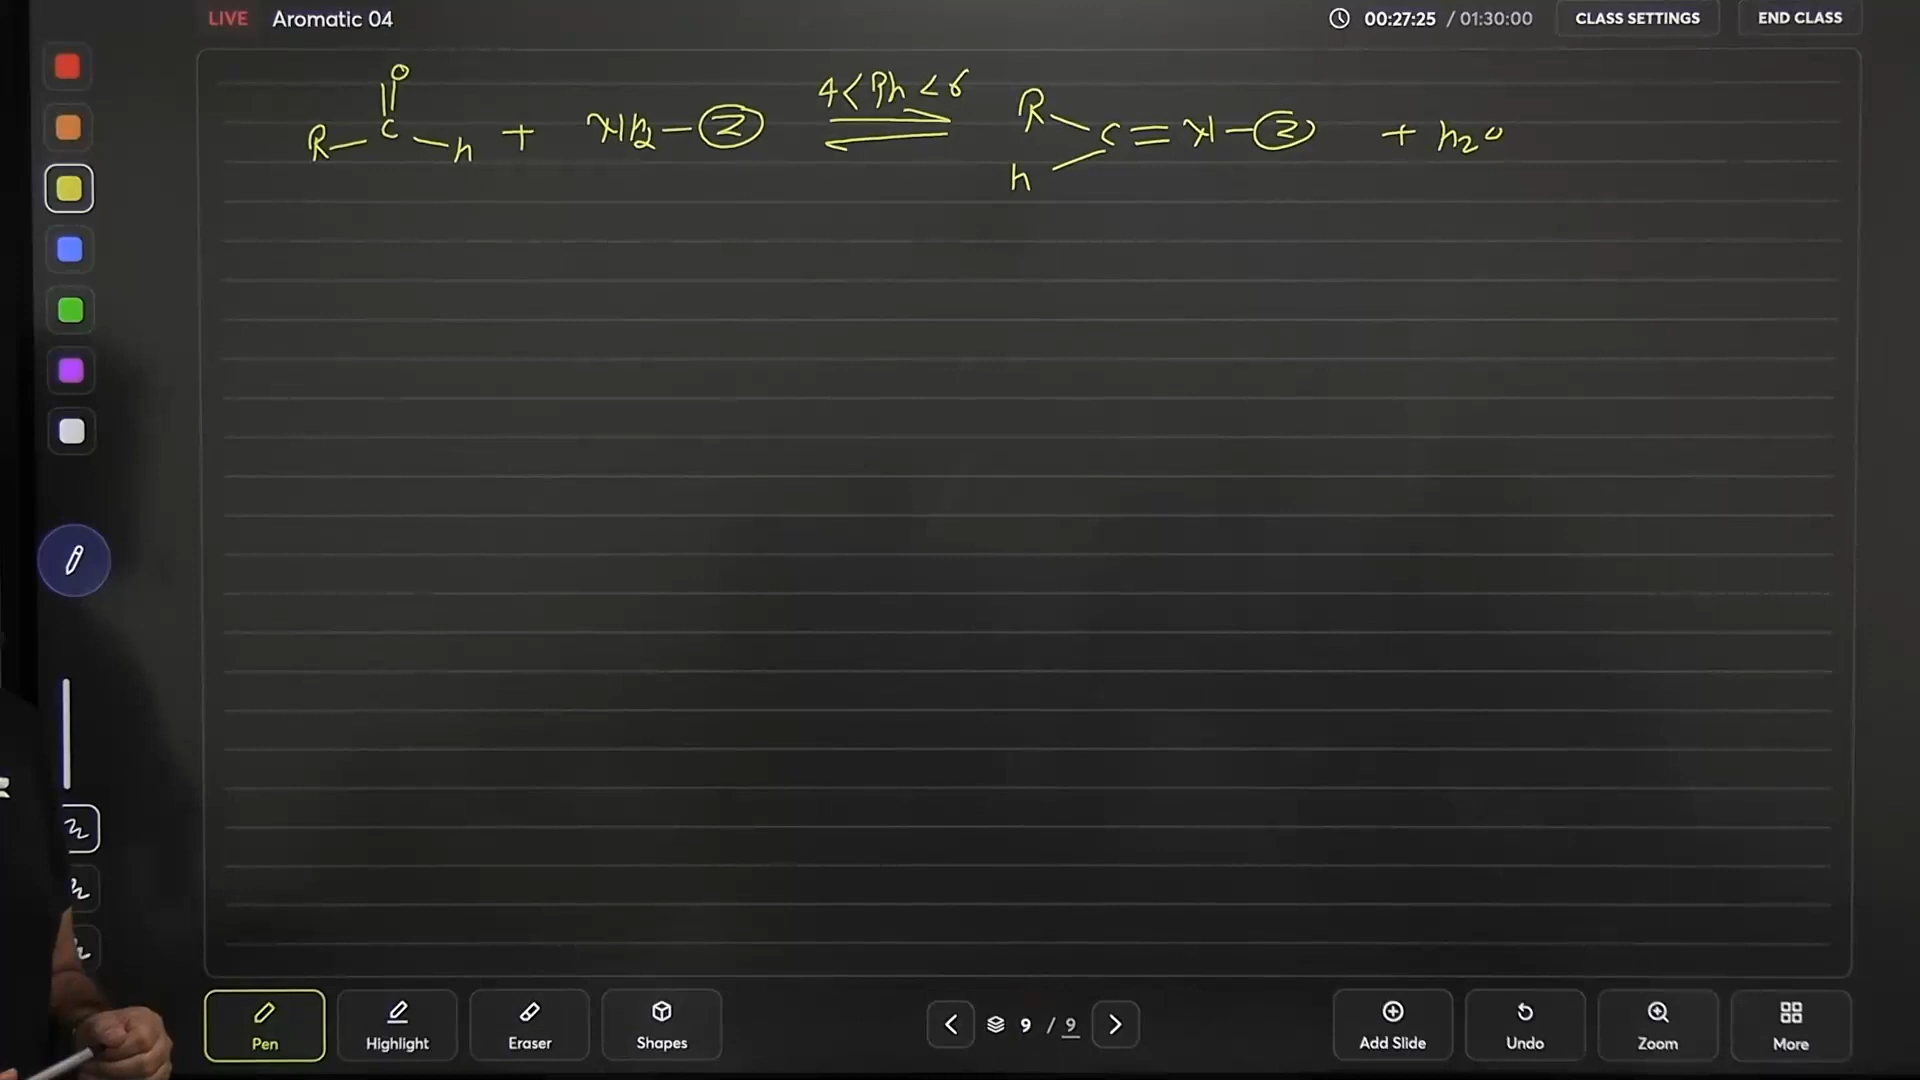 LIVE Aromatic 04 00:27:25 / 01:30:00 CLASS SETTINGS END CLASS
O
4 < Ph < 6
R – C – h + NH2 – Z ⇌ R C = N – Z + h2O
h
Pen Highlight Eraser Shapes 9 / 9 Add Slide Undo Zoom More